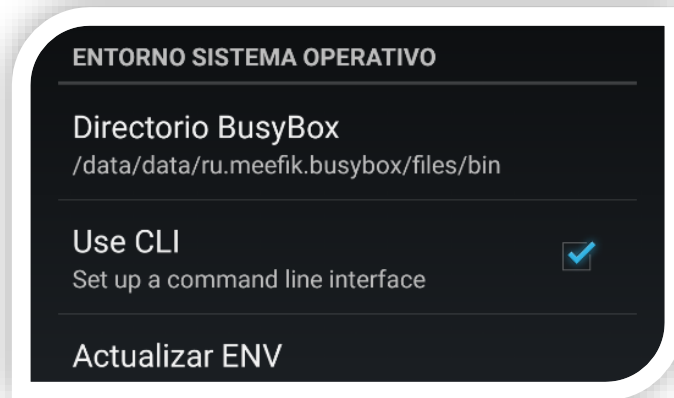 ENTORNO SISTEMA OPERATIVO
Directorio BusyBox
/data/data/ru.meefik.busybox/files/bin
Use CLI
Set up a command line interface
Actualizar ENV